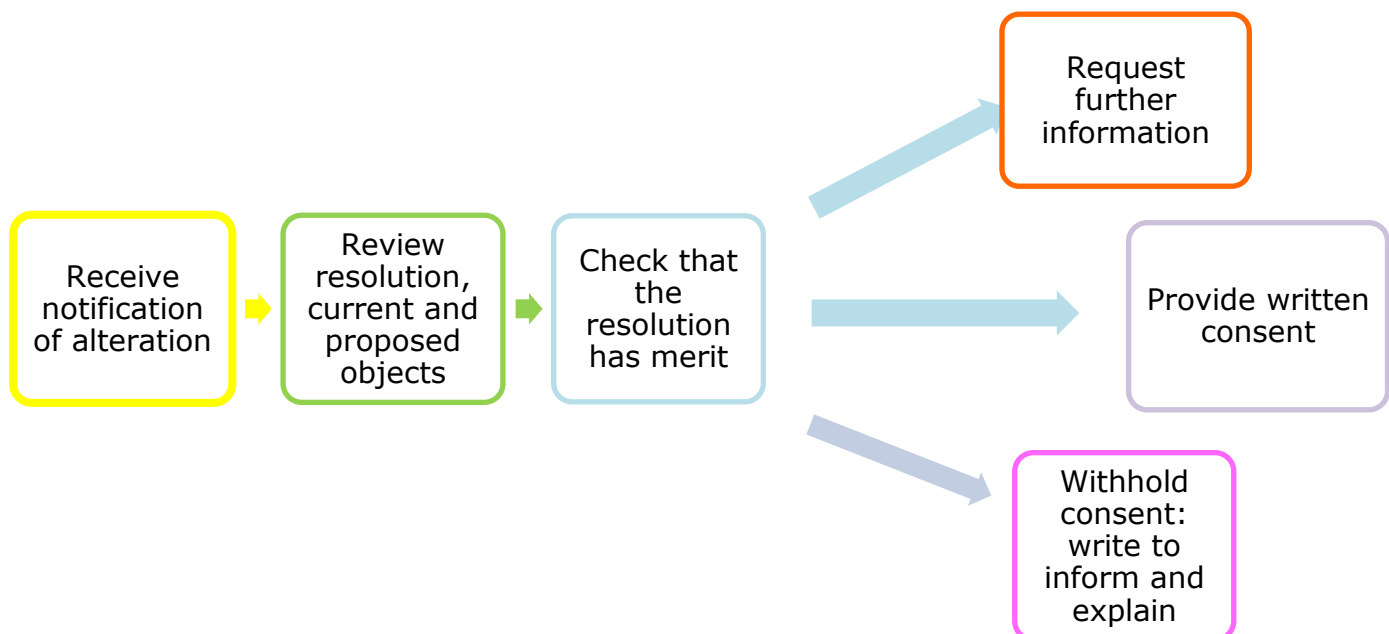 Receive
notification
of alteration
Review
resolution,
current and
proposed
objects
Check that
the
resolution
has merit
Request
further
information
Provide written
consent
Withhold
consent:
write to
inform and
explain